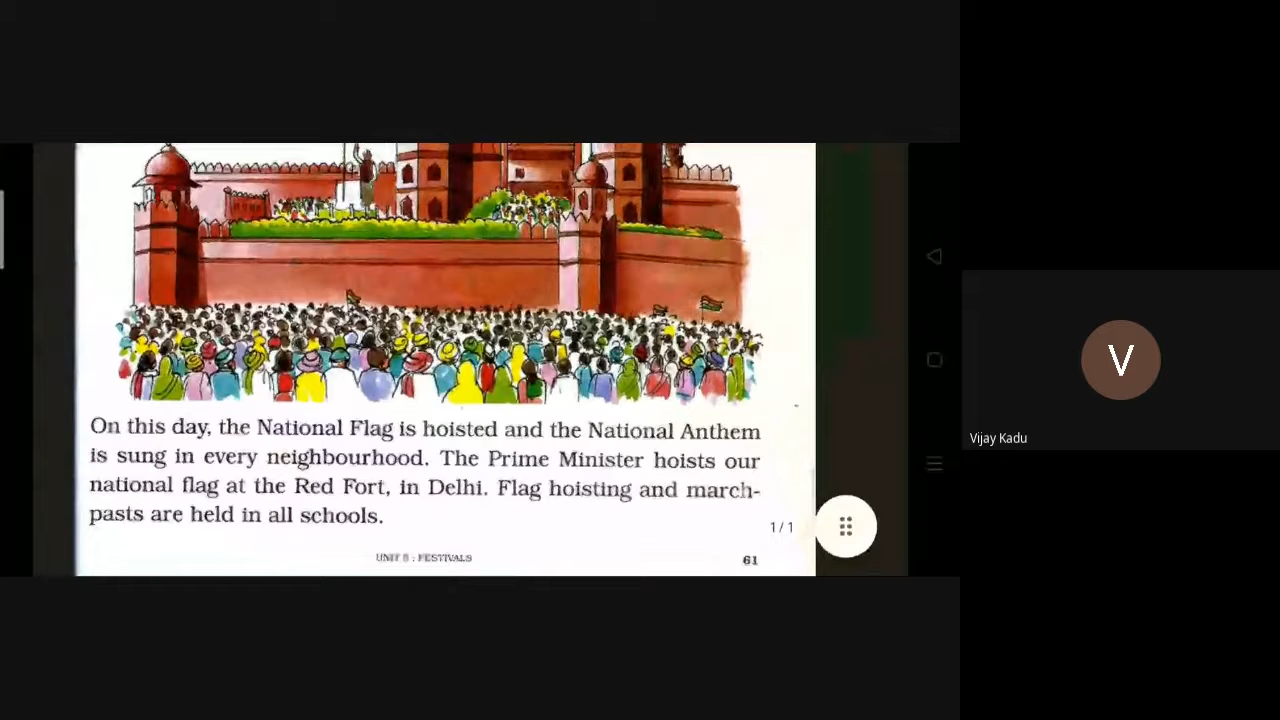 On this day, the National Flag is hoisted and the National Anthem
is sung in every neighbourhood. The Prime Minister hoists our
national flag at the Red Fort, in Delhi. Flag hoisting and march-
pasts are held in all schools.
1/1
UNIT 8 : FESTIVALS
61
V
Vijay Kadu